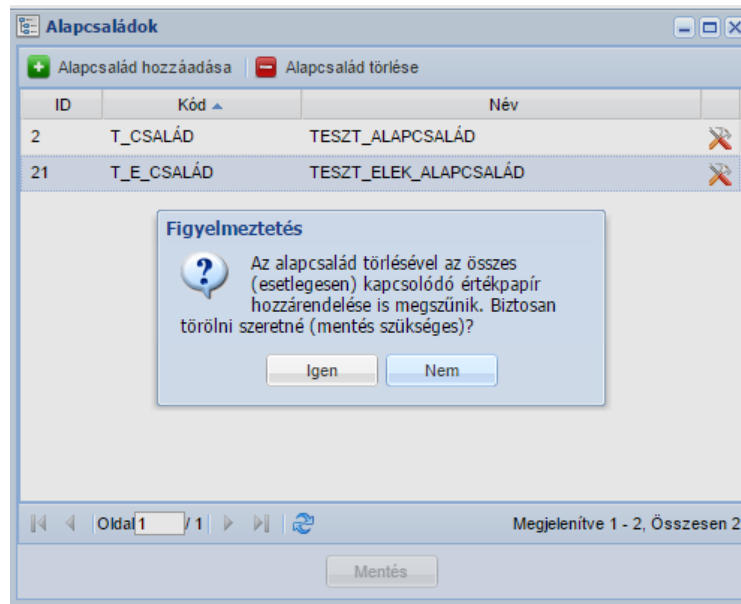 Alapcsaládok
Alapcsalád hozzáadása Alapcsalád törlése
ID Kód Név
2 T_CSALÁD TESZT_ALAPCSALÁD
21 T_E_CSALÁD TESZT_ELEK_ALAPCSALÁD
Figyelmeztetés
Az alapcsalád törlésével az összes
(esetlegesen) kapcsolódó értékpapír
hozzárendelése is megszűnik. Biztosan
törölni szeretné (mentés szükséges)?
Igen Nem
Oldal 1 / 1 Megjelenítve 1 - 2, Összesen 2
Mentés